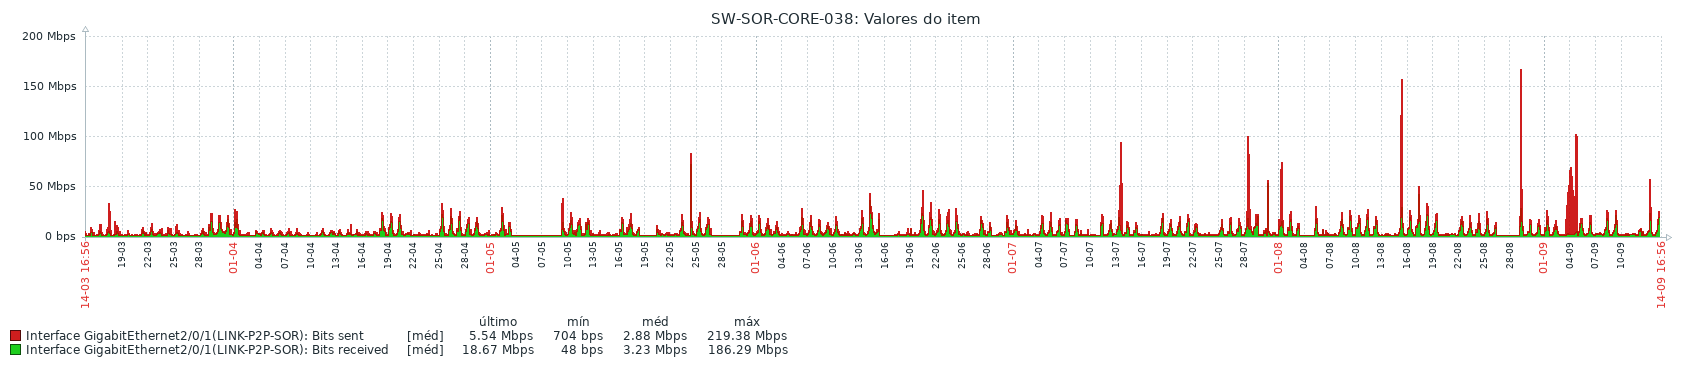 SW-SOR-CORE-038: Valores do item
200 Mbps
150 Mbps
100 Mbps
50 Mbps
0 bps
14-03 16:56 19-03 22-03 25-03 28-03 01-04 04-04 07-04 10-04 13-04 16-04 19-04 22-04 25-04 28-04 01-05 04-05 07-05 10-05 13-05 16-05 19-05 22-05 25-05 28-05 01-06 04-06 07-06 10-06 13-06 16-06 19-06 22-06 25-06 28-06 01-07 04-07 07-07 10-07 13-07 16-07 19-07 22-07 25-07 28-07 01-08 04-08 07-08 10-08 13-08 16-08 19-08 22-08 25-08 28-08 01-09 04-09 07-09 10-09 14-09 16:56
último mín méd máx
Interface GigabitEthernet2/0/1(LINK-P2P-SOR): Bits sent [méd] 5.54 Mbps 704 bps 2.88 Mbps 219.38 Mbps
Interface GigabitEthernet2/0/1(LINK-P2P-SOR): Bits received [méd] 18.67 Mbps 48 bps 3.23 Mbps 186.29 Mbps